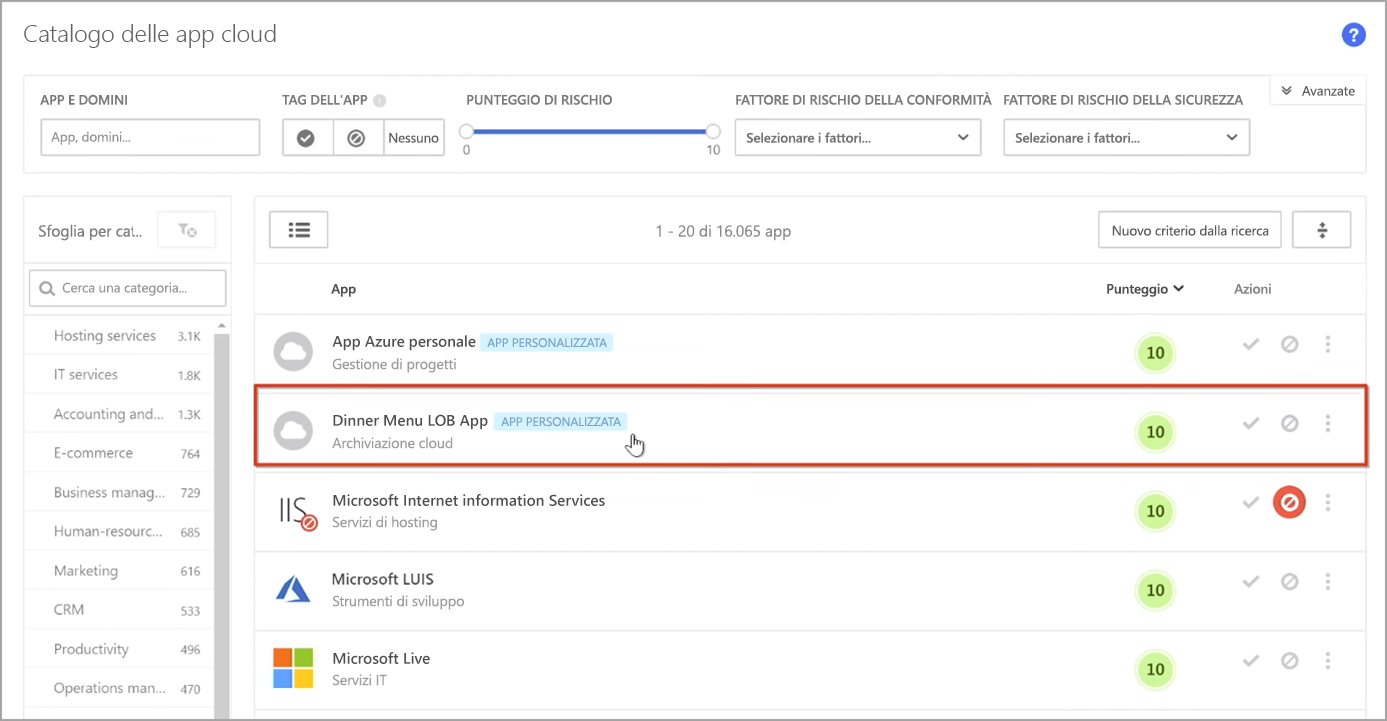 Catalogo delle app cloud
?
APP E DOMINI
TAG DELL'APP
PUNTEGGIO DI RISCHIO
FATTORE DI RISCHIO DELLA CONFORMITÀ
FATTORE DI RISCHIO DELLA SICUREZZA
Avanzate
App, domini...
Nessuno
0
10
Selezionare i fattori...
Selezionare i fattori...
Sfoglia per cat..
Cerca una categoria...
Hosting services 3.1K
IT services 1.8K
Accounting and... 1.3K
E-commerce 764
Business manag... 729
Human-resourc... 685
Marketing 616
CRM 533
Productivity 496
Operations man... 470
1 - 20 di 16.065 app
Nuovo criterio dalla ricerca
App Punteggio Azioni
App Azure personale APP PERSONALIZZATA
Gestione di progetti
10
Dinner Menu LOB App APP PERSONALIZZATA
Archiviazione cloud
10
IIS
Microsoft Internet information Services
Servizi di hosting
10
Microsoft LUIS
Strumenti di sviluppo
10
Microsoft Live
Servizi IT
10